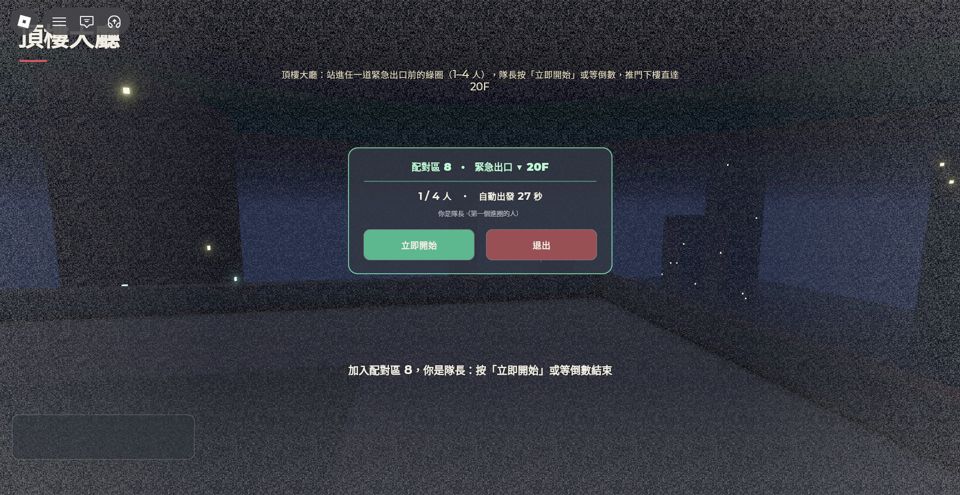 頂樓大廳
頂樓大廳：站進任一道緊急出口前的綠圈（1–4 人），隊長按「立即開始」或等倒數，推門下樓直達
20F
配對區 8 • 緊急出口 ▼ 20F
1 / 4 人 • 自動出發 27 秒
你是隊長（第一個進圈的人）
立即開始
退出
加入配對區 8，你是隊長：按「立即開始」或等倒數結束